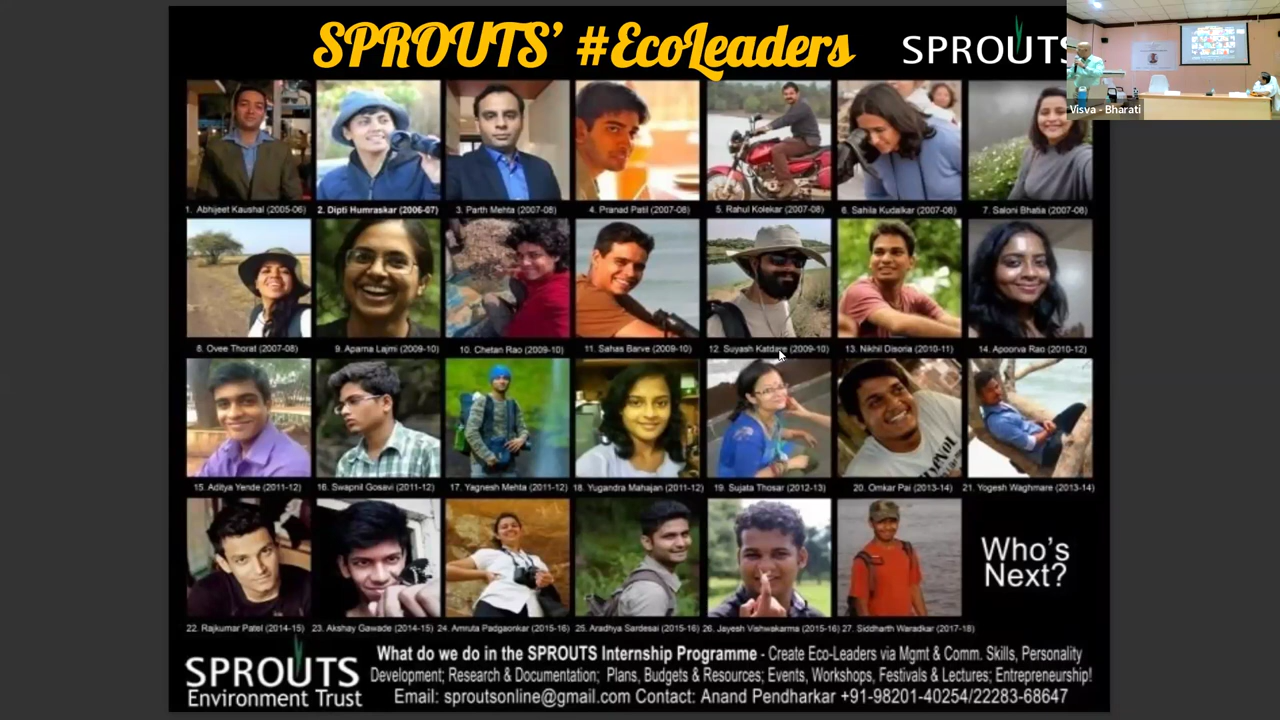 SPROUTS' #EcoLeaders
SPROUTS
Visva - Bharati
1. Abhijeet Kaushal (2005-06)
2. Dipti Humraskar (2006-07)
3. Parth Mehta (2007-08)
4. Pranad Patil (2007-08)
5. Rahul Kolekar (2007-08)
6. Sahila Kudalkar (2007-08)
7. Saloni Bhatia (2007-08)
8. Ovee Thorat (2007-08)
9. Aparna Lajmi (2009-10)
10. Chetan Rao (2009-10)
11. Sahas Barve (2009-10)
12. Suyash Katdare (2009-10)
13. Nikhil Disoria (2010-11)
14. Apoorva Rao (2010-12)
15. Aditya Yende (2011-12)
16. Swapnil Gosavi (2011-12)
17. Yagnesh Mehta (2011-12)
18. Yugandra Mahajan (2011-12)
19. Sujata Thosar (2012-13)
20. Omkar Pai (2013-14)
21. Yogesh Waghmare (2013-14)
22. Rajkumar Patel (2014-15)
23. Akshay Gawade (2014-15)
24. Amruta Padgaonkar (2015-16)
25. Aradhya Sardesai (2015-16)
26. Jayesh Vishwakarma (2015-16)
27. Siddharth Waradkar (2017-18)
Who's
Next?
SPROUTS
Environment Trust
What do we do in the SPROUTS Internship Programme - Create Eco-Leaders via Mgmt & Comm. Skills, Personality
Development; Research & Documentation; Plans, Budgets & Resources; Events, Workshops, Festivals & Lectures; Entrepreneurship!
Email: sproutsonline@gmail.com Contact: Anand Pendharkar +91-98201-40254/22283-68647